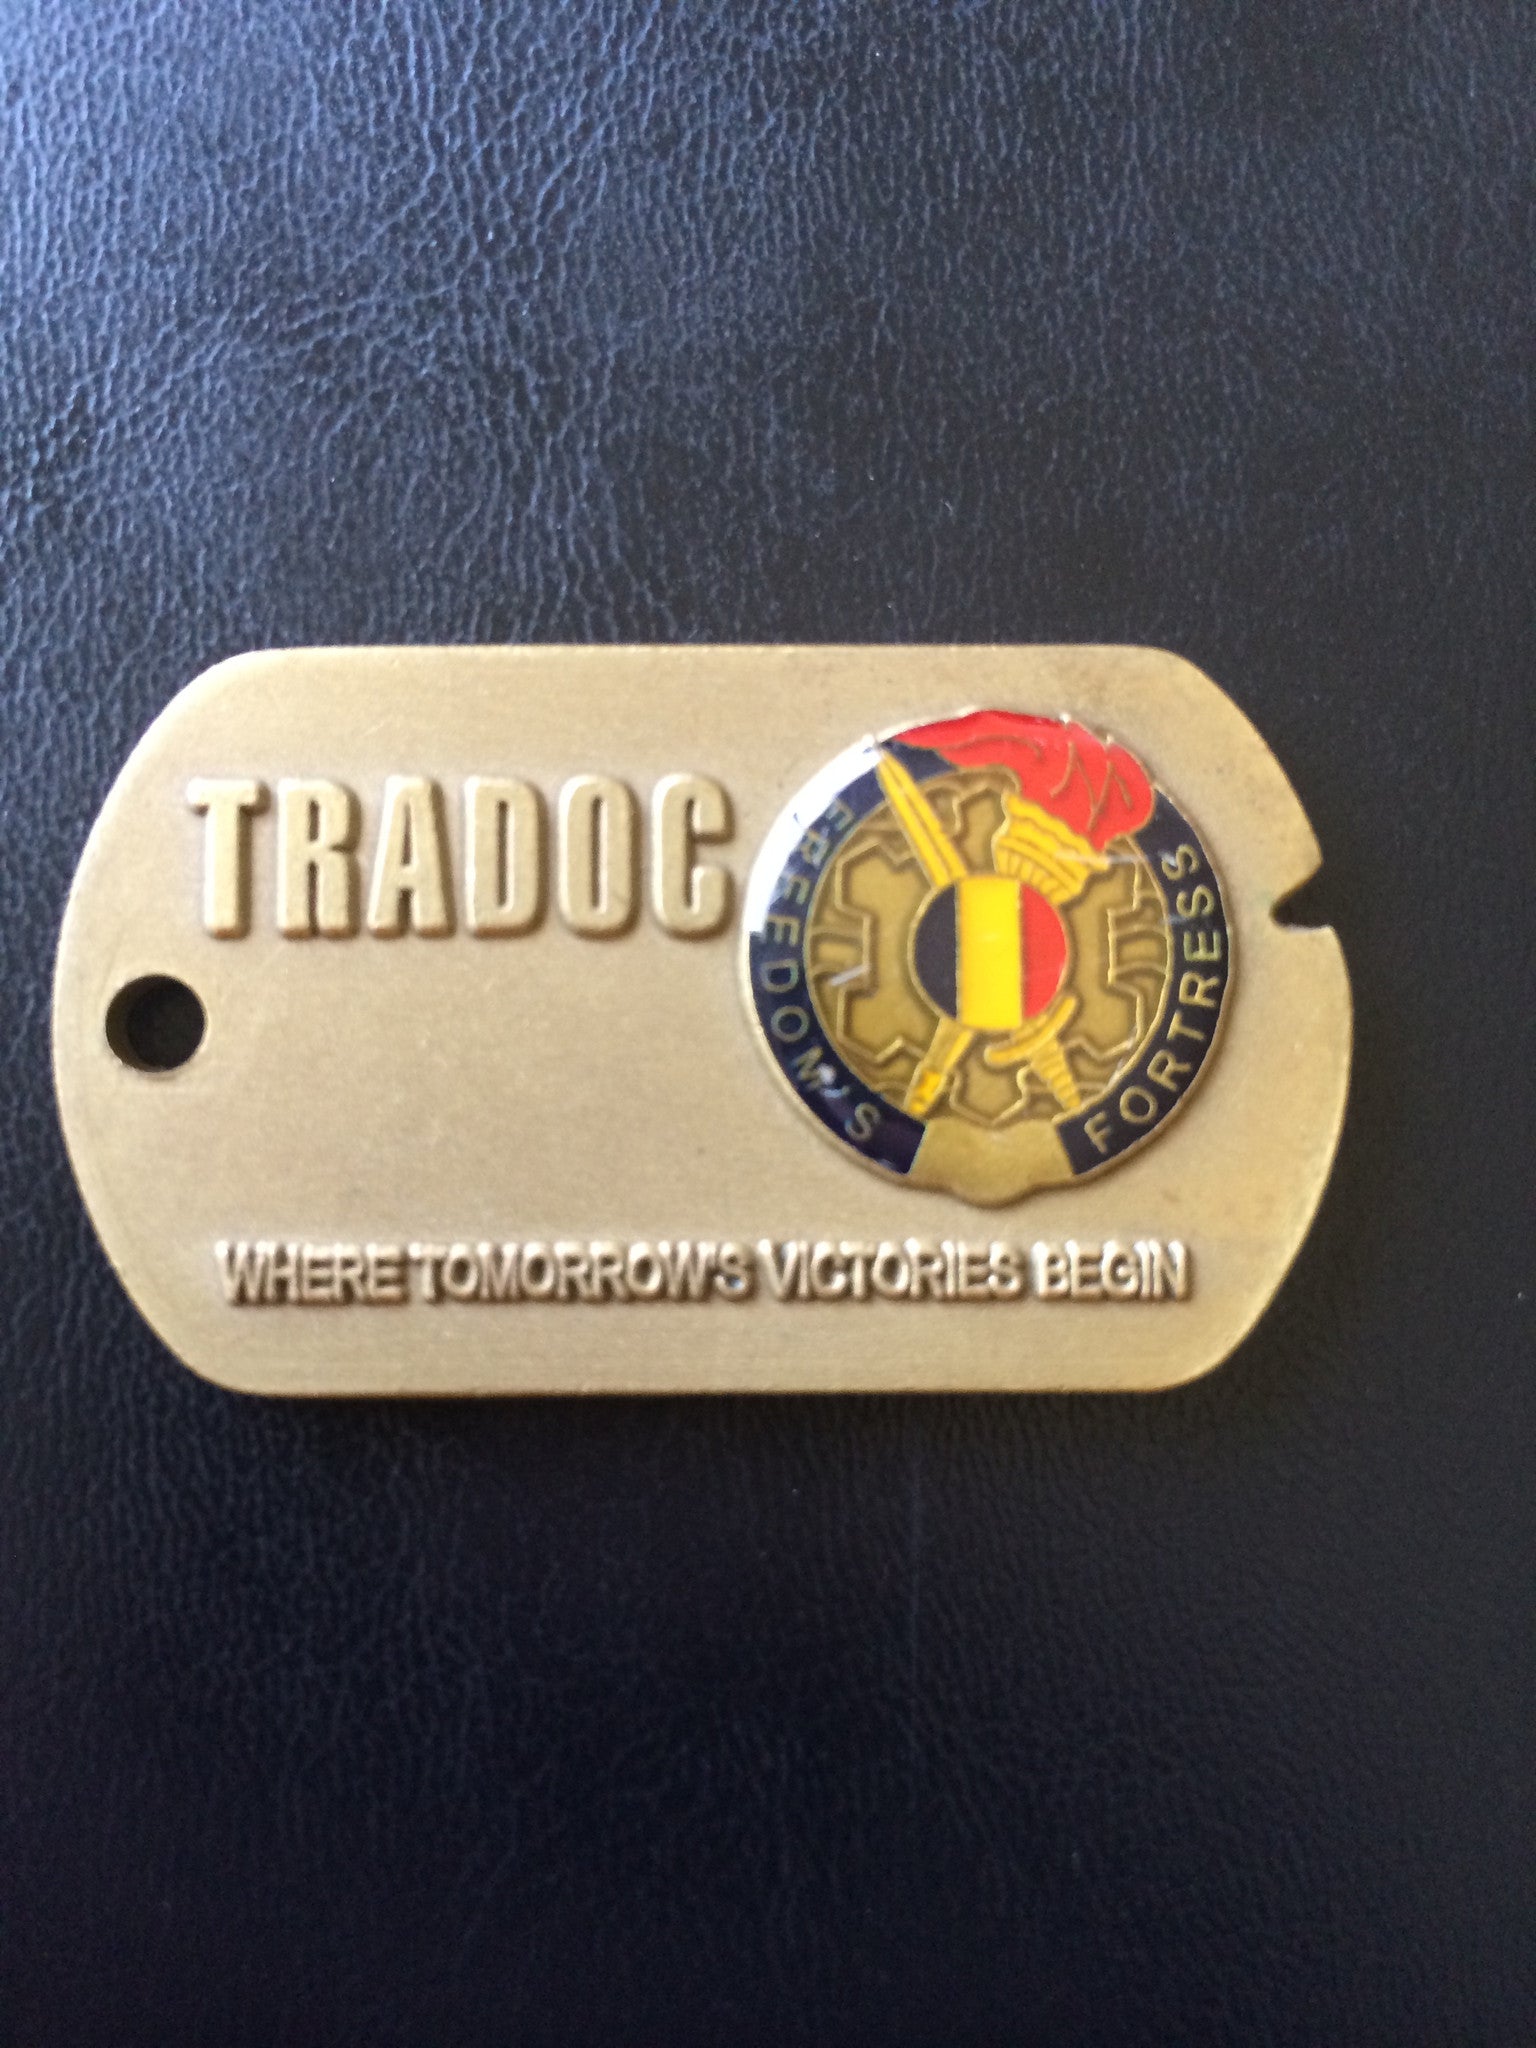 TRADOC
FREEDOM'S FORTRESS
WHERE TOMORROW'S VICTORIES BEGIN